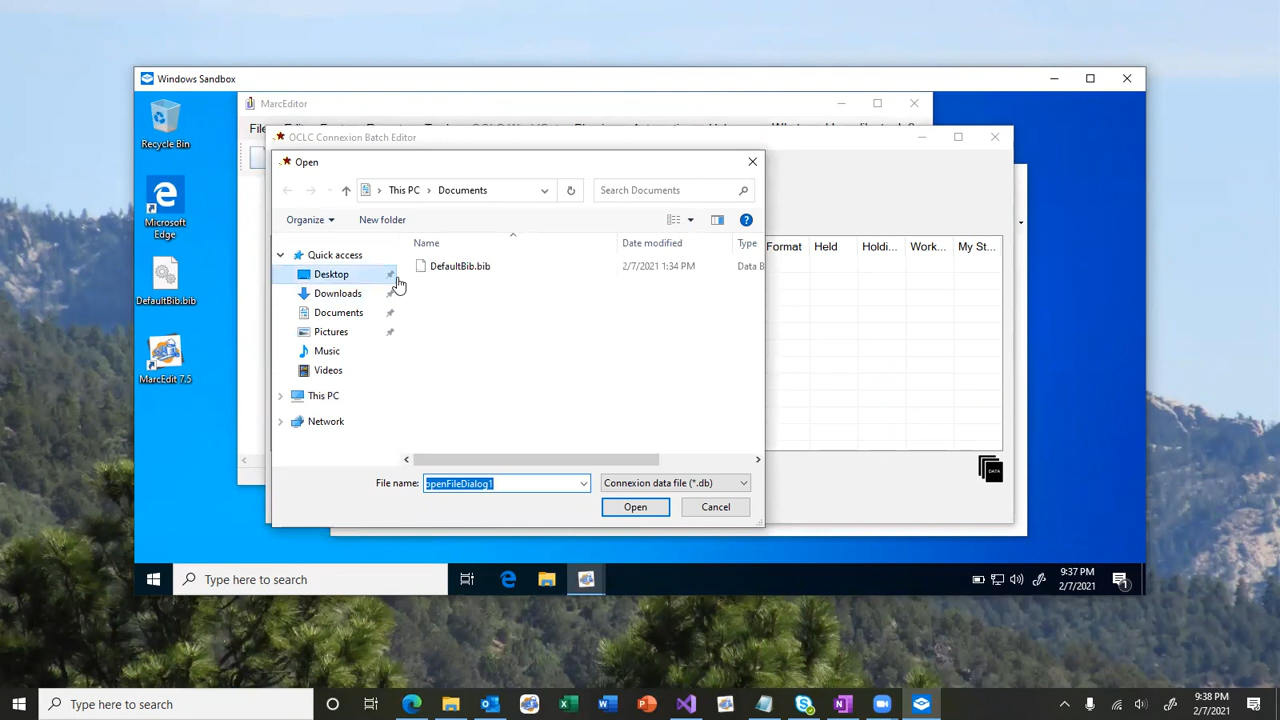 Windows Sandbox
MarcEditor
OCLC Connexion Batch Editor
Open
This PC
Documents
Search Documents
Organize
New folder
Quick access
Desktop
Downloads
Documents
Pictures
Music
Videos
This PC
Network
Name
Date modified
Type
DefaultBib.bib
2/7/2021 1:34 PM
Data B
File name:
openFileDialog1
Connexion data file (*.db)
Open
Cancel
Format
Held
Holdi...
Work...
My St...
DATA
Recycle Bin
Microsoft
Edge
DefaultBib.bib
MarcEdit 7.5
Type here to search
9:37 PM
2/7/2021
1
Type here to search
9:38 PM
2/7/2021